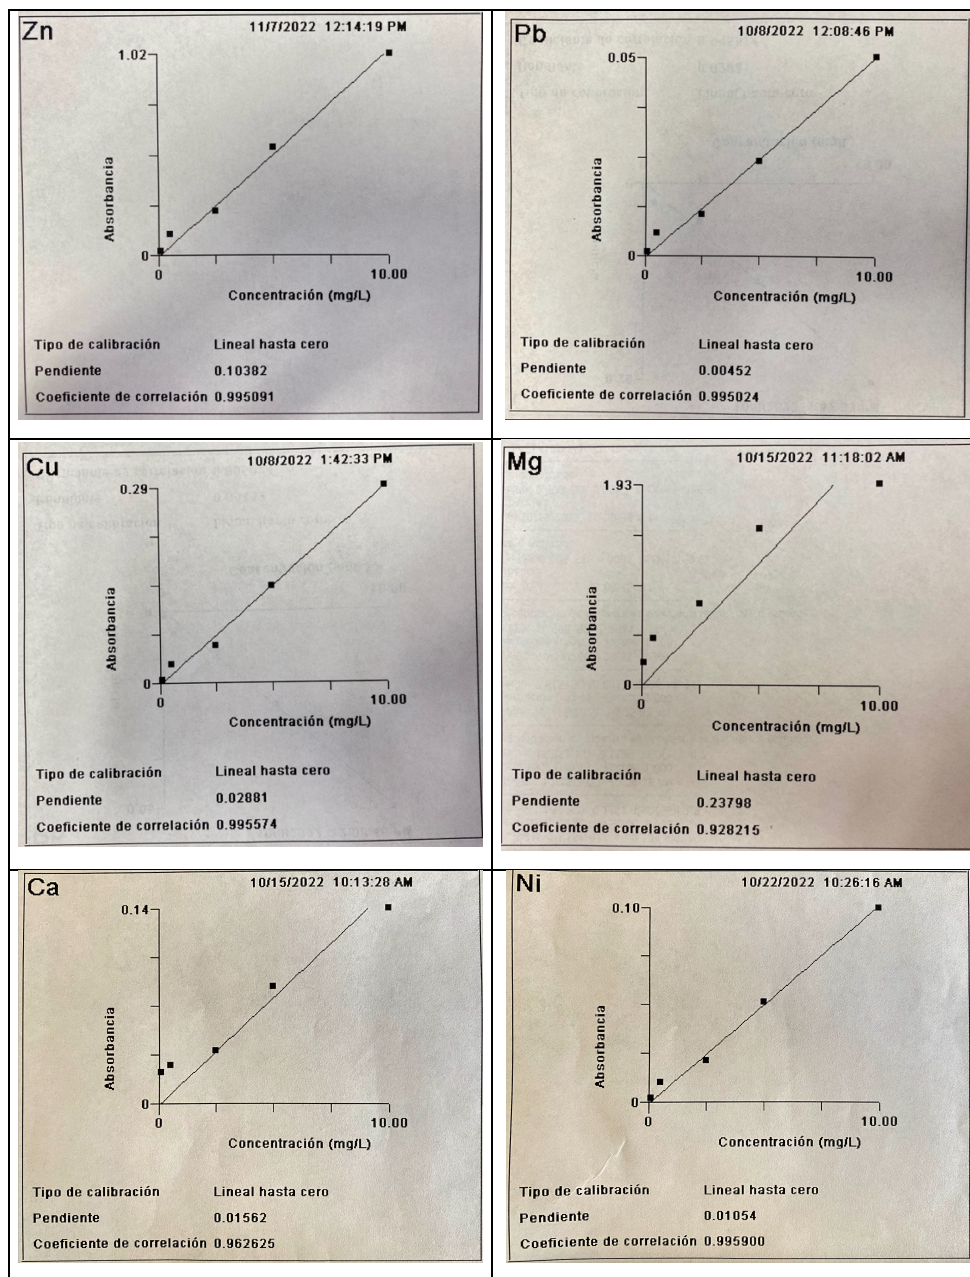 Zn
11/7/2022 12:14:19 PM
1.02
Absorbancia
0
0
10.00
Concentración (mg/L)
Tipo de calibración Lineal hasta cero
Pendiente 0.10382
Coeficiente de correlación 0.995091
Pb
10/8/2022 12:08:46 PM
0.05
Absorbancia
0
0
10.00
Concentración (mg/L)
Tipo de calibración Lineal hasta cero
Pendiente 0.00452
Coeficiente de correlación 0.995024
Cu
10/8/2022 1:42:33 PM
0.29
Absorbancia
0
0
10.00
Concentración (mg/L)
Tipo de calibración Lineal hasta cero
Pendiente 0.02881
Coeficiente de correlación 0.995574
Mg
10/15/2022 11:18:02 AM
1.93
Absorbancia
0
0
10.00
Concentración (mg/L)
Tipo de calibración Lineal hasta cero
Pendiente 0.23798
Coeficiente de correlación 0.928215
Ca
10/15/2022 10:13:28 AM
0.14
Absorbancia
0
0
10.00
Concentración (mg/L)
Tipo de calibración Lineal hasta cero
Pendiente 0.01562
Coeficiente de correlación 0.962625
Ni
10/22/2022 10:26:16 AM
0.10
Absorbancia
0
0
10.00
Concentración (mg/L)
Tipo de calibración Lineal hasta cero
Pendiente 0.01054
Coeficiente de correlación 0.995900